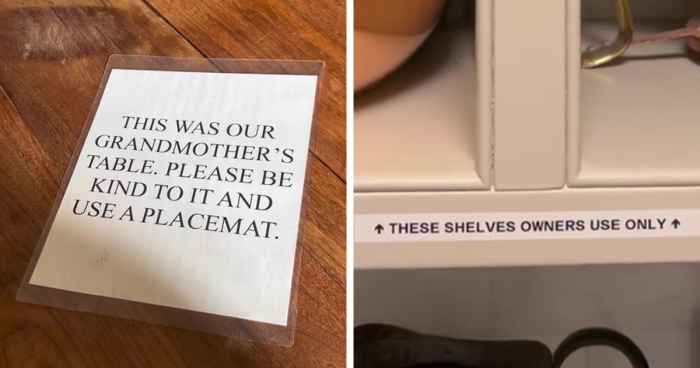 THIS WAS OUR
GRANDMOTHER'S
TABLE. PLEASE BE
KIND TO IT AND
USE A PLACEMAT.
↑ THESE SHELVES OWNERS USE ONLY ↑